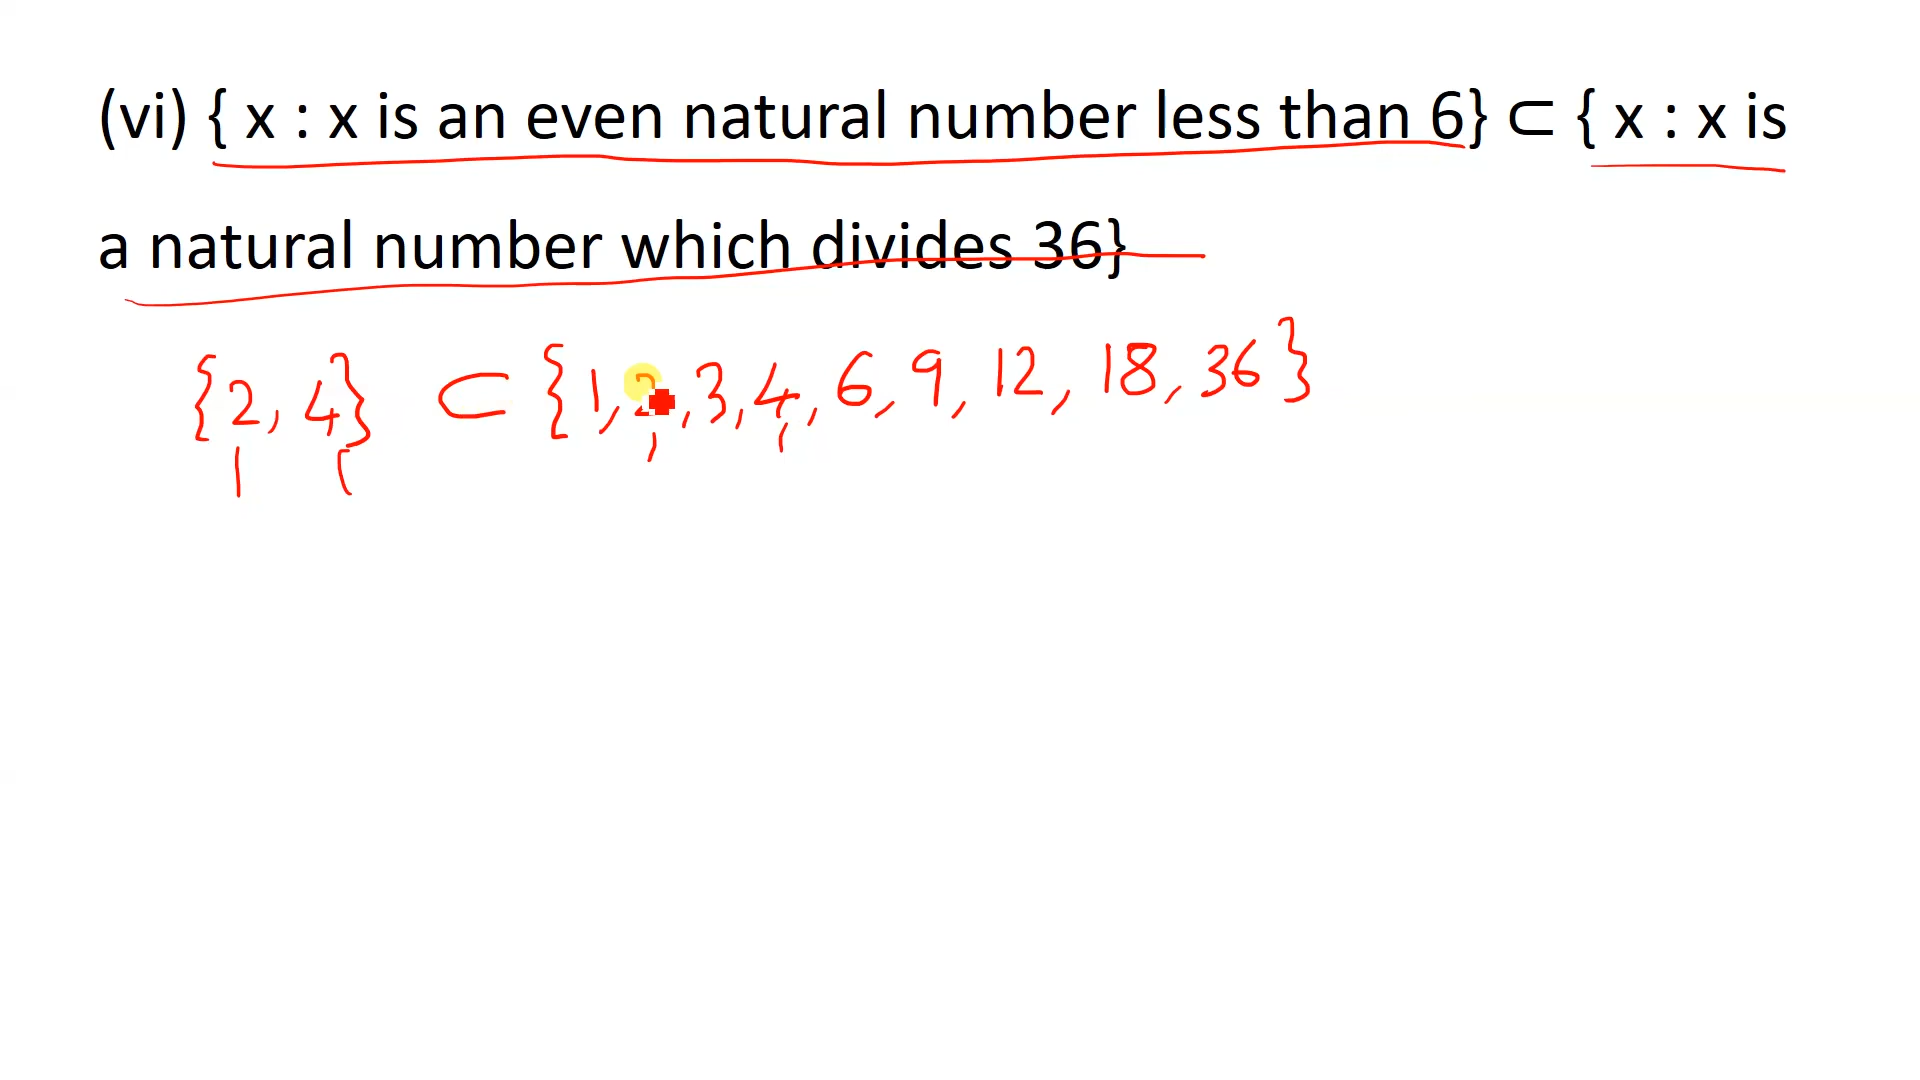 (vi) { x : x is an even natural number less than 6} ⊂ { x : x is
a natural number which divides 36}
{2, 4} ⊂ {1, 2, 3, 4, 6, 9, 12, 18, 36}